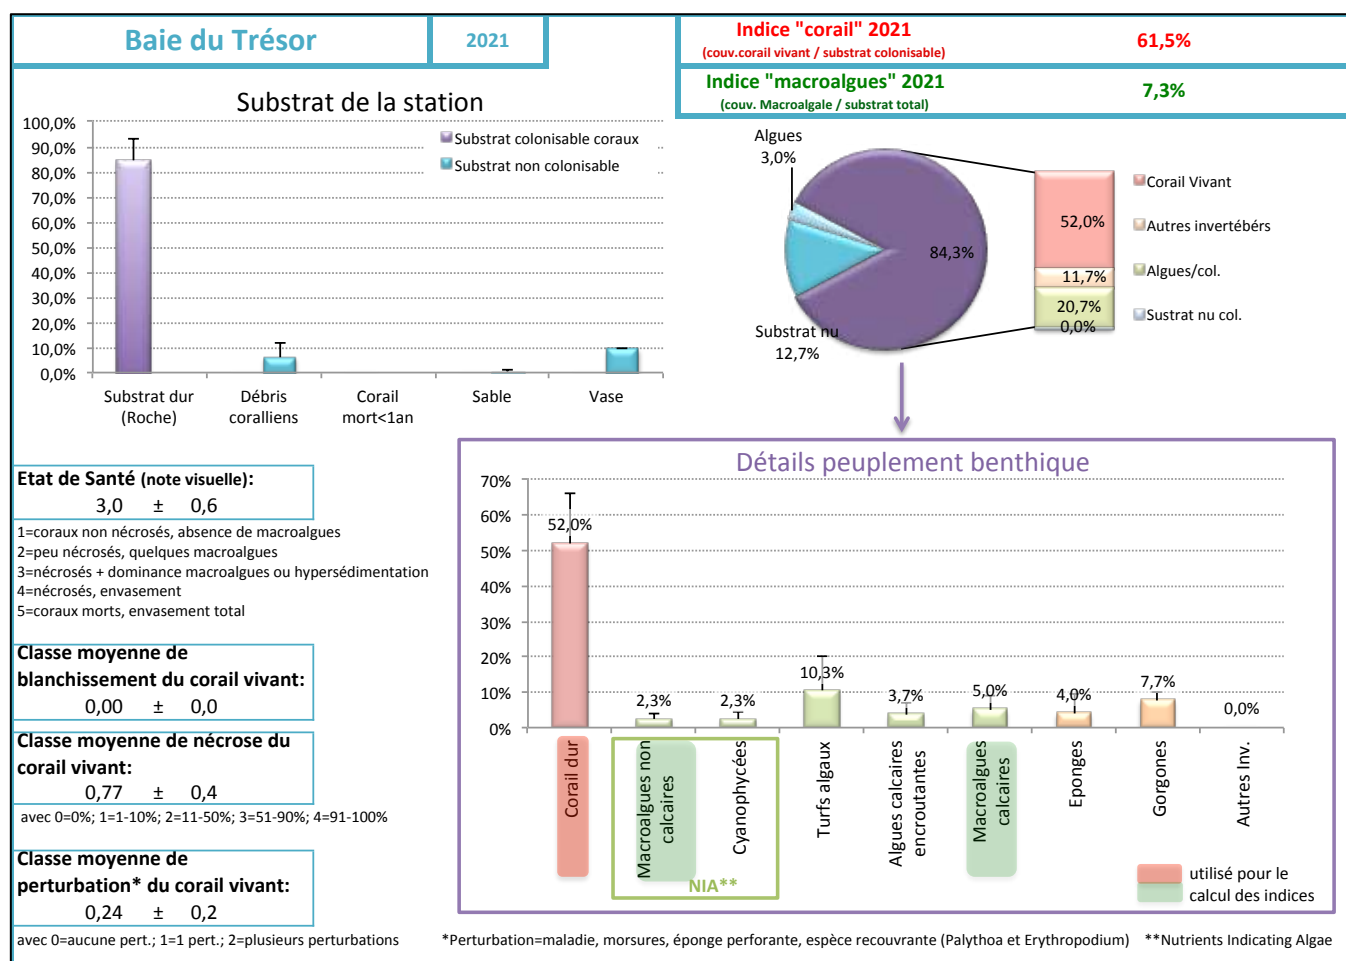 Baie du Trésor
2021
Indice "corail" 2021
(couv.corail vivant / substrat colonisable)
61,5%
Indice "macroalgues" 2021
(couv. Macroalgale / substrat total)
7,3%
Substrat de la station
100,0%
90,0%
80,0%
70,0%
60,0%
50,0%
40,0%
30,0%
20,0%
10,0%
0,0%
Substrat colonisable coraux
Substrat non colonisable
Substrat dur
(Roche)
Débris
coralliens
Corail
mort<1an
Sable
Vase
Algues
3,0%
84,3%
Substrat nu
12,7%
52,0%
11,7%
20,7%
0,0%
Corail Vivant
Autres invertébérs
Algues/col.
Sustrat nu col.
Etat de Santé (note visuelle):
3,0 ± 0,6
1=coraux non nécrosés, absence de macroalgues
2=peu nécrosés, quelques macroalgues
3=nécrosés + dominance macroalgues ou hypersédimentation
4=nécrosés, envasement
5=coraux morts, envasement total
Classe moyenne de
blanchissement du corail vivant:
0,00 ± 0,0
Classe moyenne de nécrose du
corail vivant:
0,77 ± 0,4
avec 0=0%; 1=1-10%; 2=11-50%; 3=51-90%; 4=91-100%
Classe moyenne de
perturbation* du corail vivant:
0,24 ± 0,2
avec 0=aucune pert.; 1=1 pert.; 2=plusieurs perturbations
Détails peuplement benthique
70%
60%
50%
40%
30%
20%
10%
0%
52,0%
2,3%
2,3%
10,3%
3,7%
5,0%
4,0%
7,7%
0,0%
Corail dur
Macroalgues non
calcaires
Cyanophycées
Turfs algaux
Algues calcaires
encroutantes
Macroalgues
calcaires
Eponges
Gorgones
Autres Inv.
NIA**
utilisé pour le
calcul des indices
*Perturbation=maladie, morsures, éponge perforante, espèce recouvrante (Palythoa et Erythropodium) **Nutrients Indicating Algae